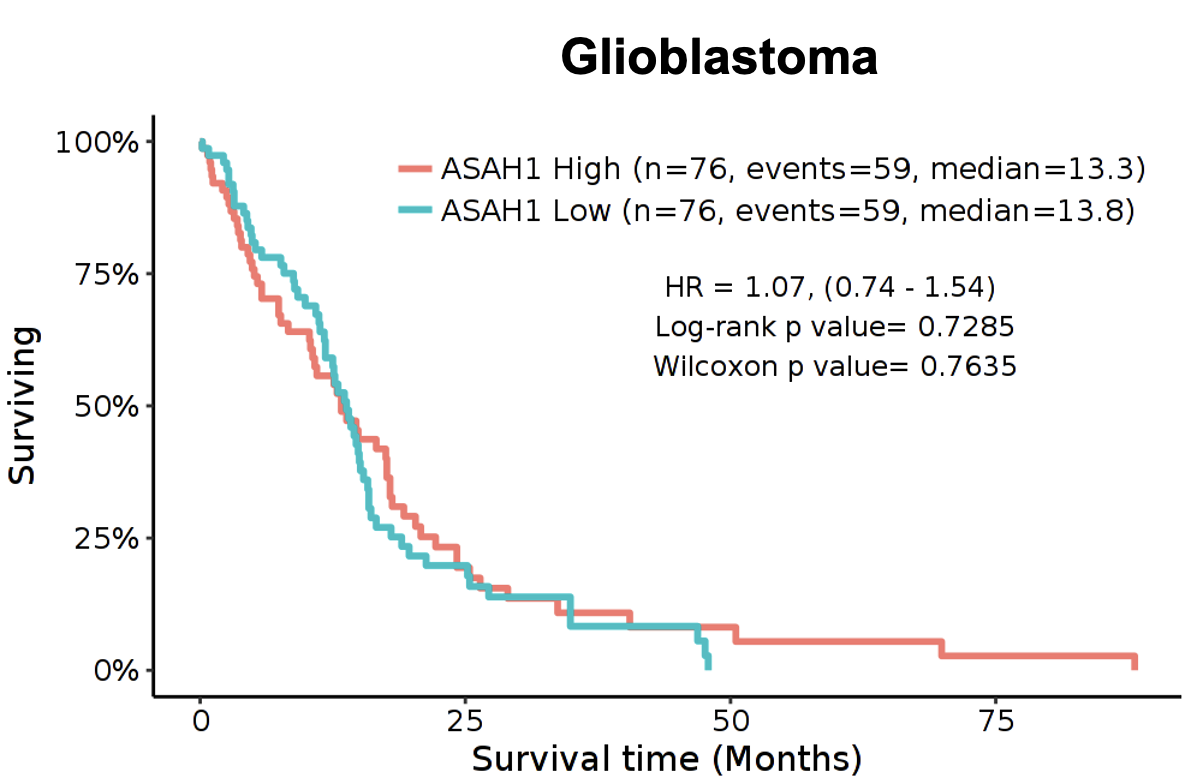 Glioblastoma
100%
75%
50%
25%
0%
Surviving
ASAH1 High (n=76, events=59, median=13.3)
ASAH1 Low (n=76, events=59, median=13.8)
HR = 1.07, (0.74 - 1.54)
Log-rank p value= 0.7285
Wilcoxon p value= 0.7635
0 25 50 75
Survival time (Months)